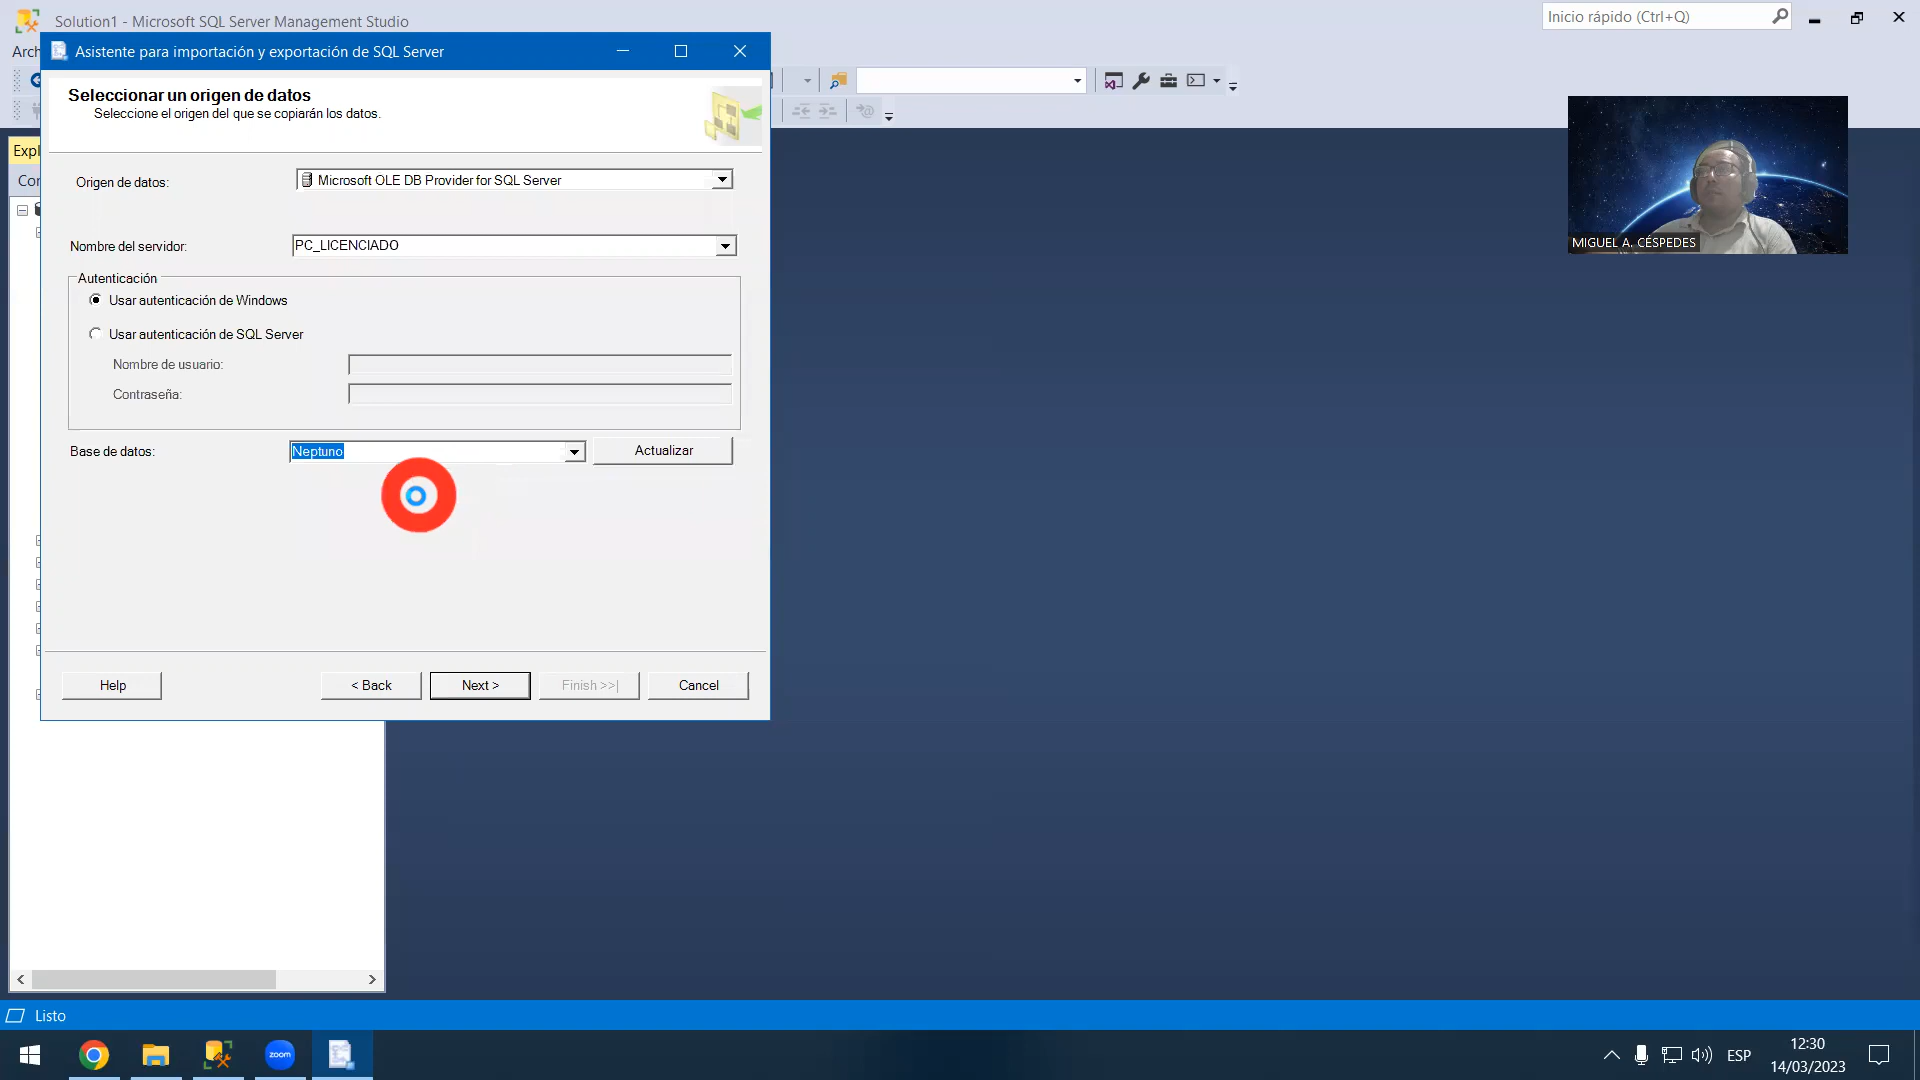 Solution1 - Microsoft SQL Server Management Studio
Inicio rápido (Ctrl+Q)
Arch
Asistente para importación y exportación de SQL Server
Seleccionar un origen de datos
Seleccione el origen del que se copiarán los datos.
Expl
Con
Origen de datos:
Microsoft OLE DB Provider for SQL Server
Nombre del servidor:
PC_LICENCIADO
Autenticación
Usar autenticación de Windows
Usar autenticación de SQL Server
Nombre de usuario:
Contraseña:
Base de datos:
Neptuno
Actualizar
Help
< Back
Next >
Finish >>|
Cancel
MIGUEL A. CÉSPEDES
Listo
zoom
ESP
12:30
14/03/2023